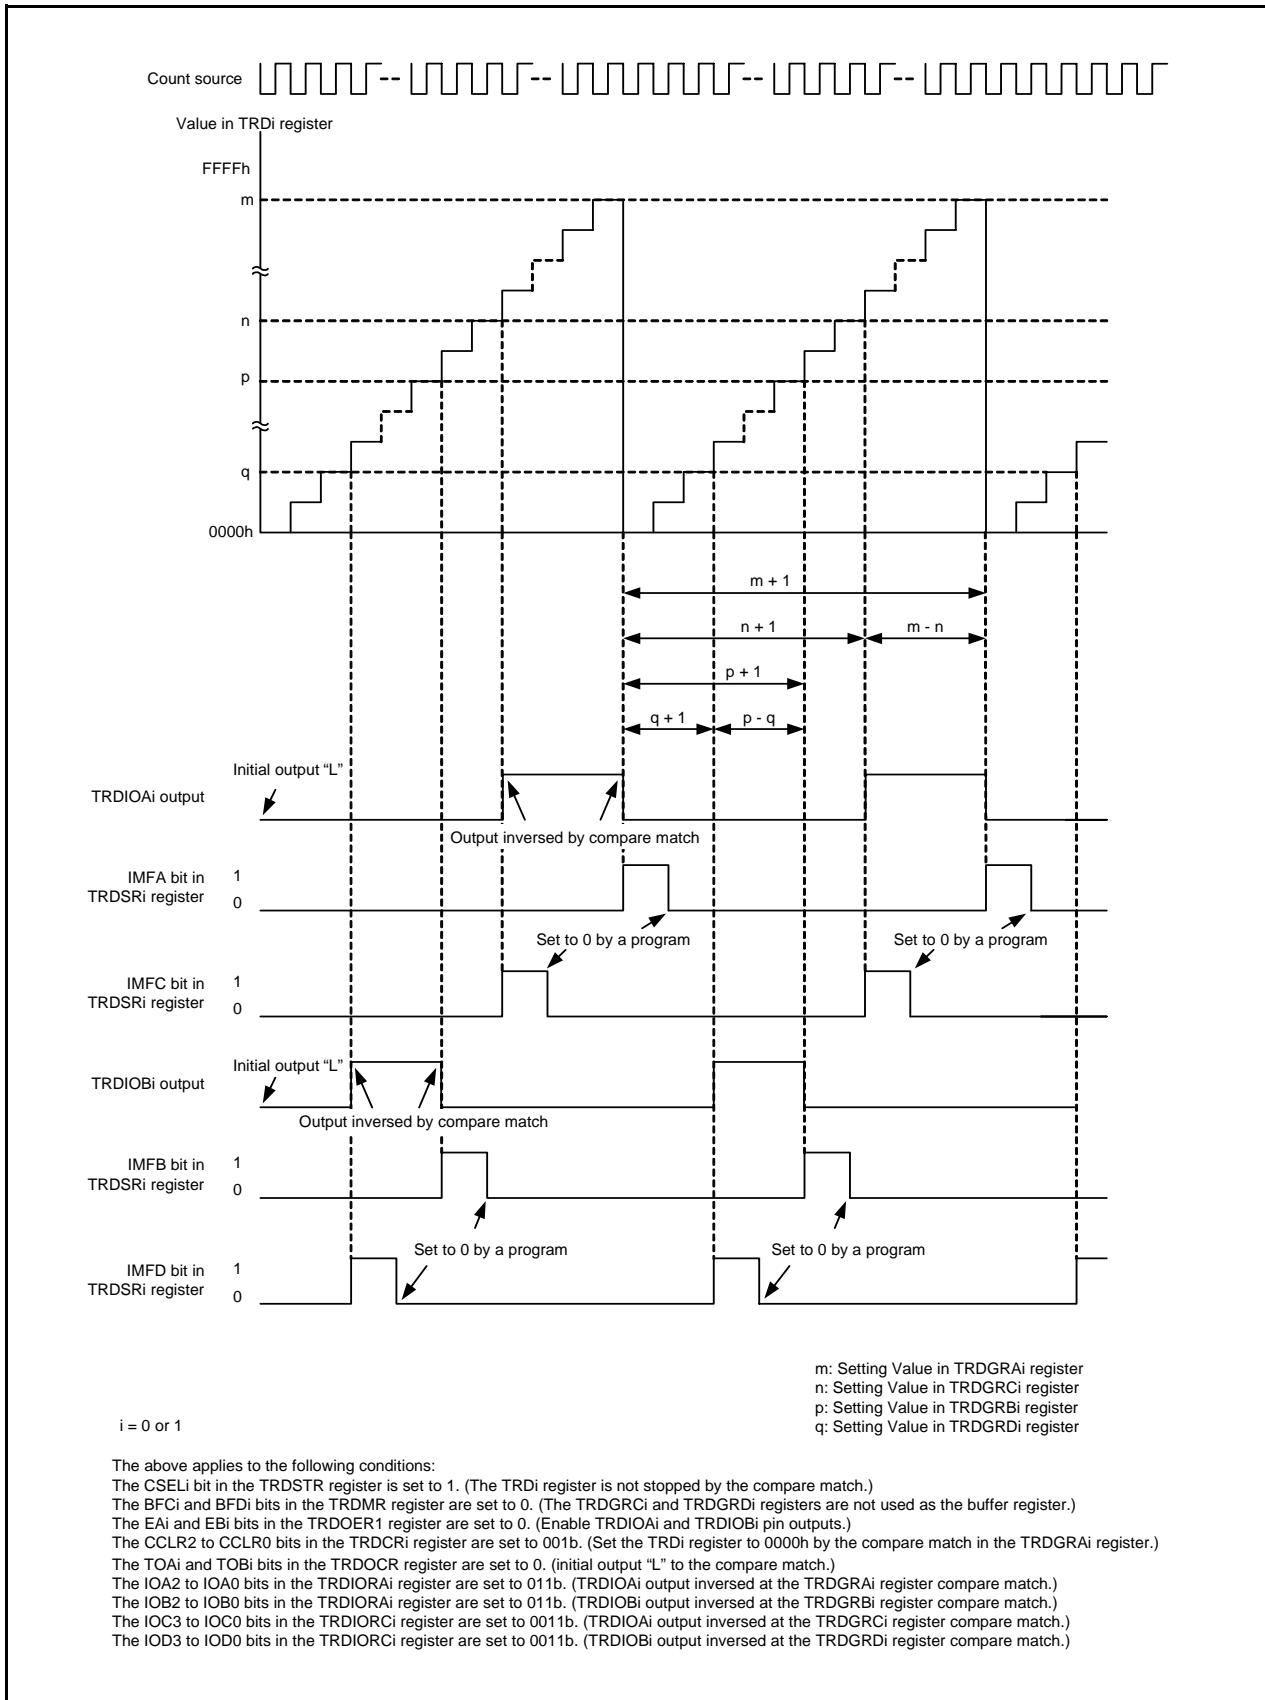 Count source
Value in TRDi register
FFFFh
m
n
p
q
0000h
m + 1
n + 1
m - n
p + 1
q + 1
p - q
Initial output “L”
TRDIOAi output
Output inversed by compare match
IMFA bit in
TRDSRi register
1
0
Set to 0 by a program
Set to 0 by a program
IMFC bit in
TRDSRi register
1
0
Initial output “L”
TRDIOBi output
Output inversed by compare match
IMFB bit in
TRDSRi register
1
0
Set to 0 by a program
Set to 0 by a program
IMFD bit in
TRDSRi register
1
0
m: Setting Value in TRDGRAi register
n: Setting Value in TRDGRCi register
p: Setting Value in TRDGRBi register
q: Setting Value in TRDGRDi register
i = 0 or 1
The above applies to the following conditions:
The CSELi bit in the TRDSTR register is set to 1. (The TRDi register is not stopped by the compare match.)
The BFCi and BFDi bits in the TRDMR register are set to 0. (The TRDGRCi and TRDGRDi registers are not used as the buffer register.)
The EAi and EBi bits in the TRDOER1 register are set to 0. (Enable TRDIOAi and TRDIOBi pin outputs.)
The CCLR2 to CCLR0 bits in the TRDCRi register are set to 001b. (Set the TRDi register to 0000h by the compare match in the TRDGRAi register.)
The TOAi and TOBi bits in the TRDOCR register are set to 0. (initial output “L” to the compare match.)
The IOA2 to IOA0 bits in the TRDIORAi register are set to 011b. (TRDIOAi output inversed at the TRDGRAi register compare match.)
The IOB2 to IOB0 bits in the TRDIORAi register are set to 011b. (TRDIOBi output inversed at the TRDGRBi register compare match.)
The IOC3 to IOC0 bits in the TRDIORCi register are set to 0011b. (TRDIOAi output inversed at the TRDGRCi register compare match.)
The IOD3 to IOD0 bits in the TRDIORCi register are set to 0011b. (TRDIOBi output inversed at the TRDGRDi register compare match.)